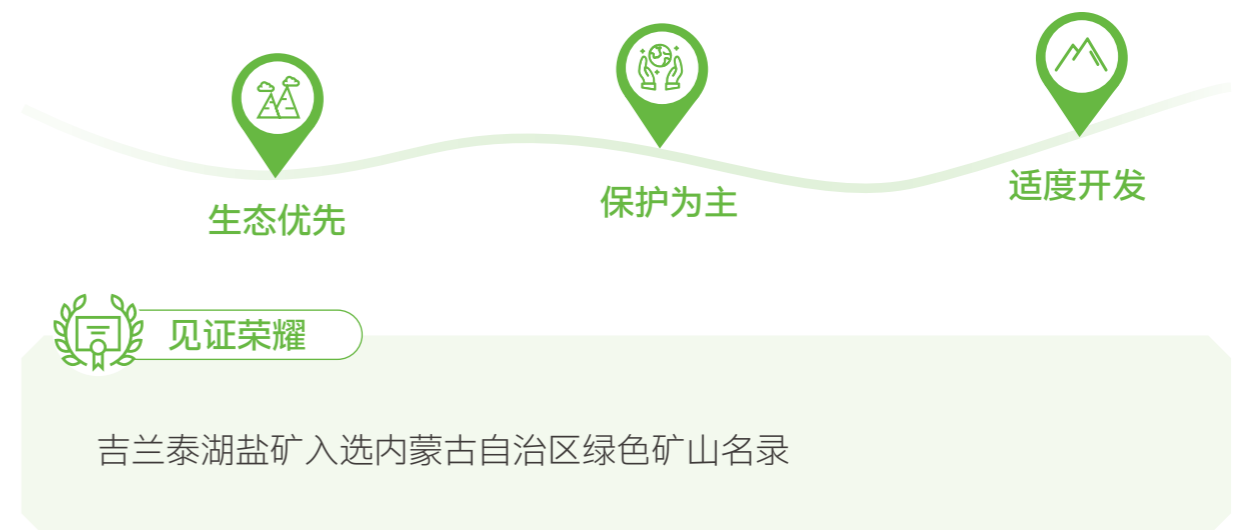 生态优先
保护为主
适度开发
见证荣耀
吉兰泰湖盐矿入选内蒙古自治区绿色矿山名录